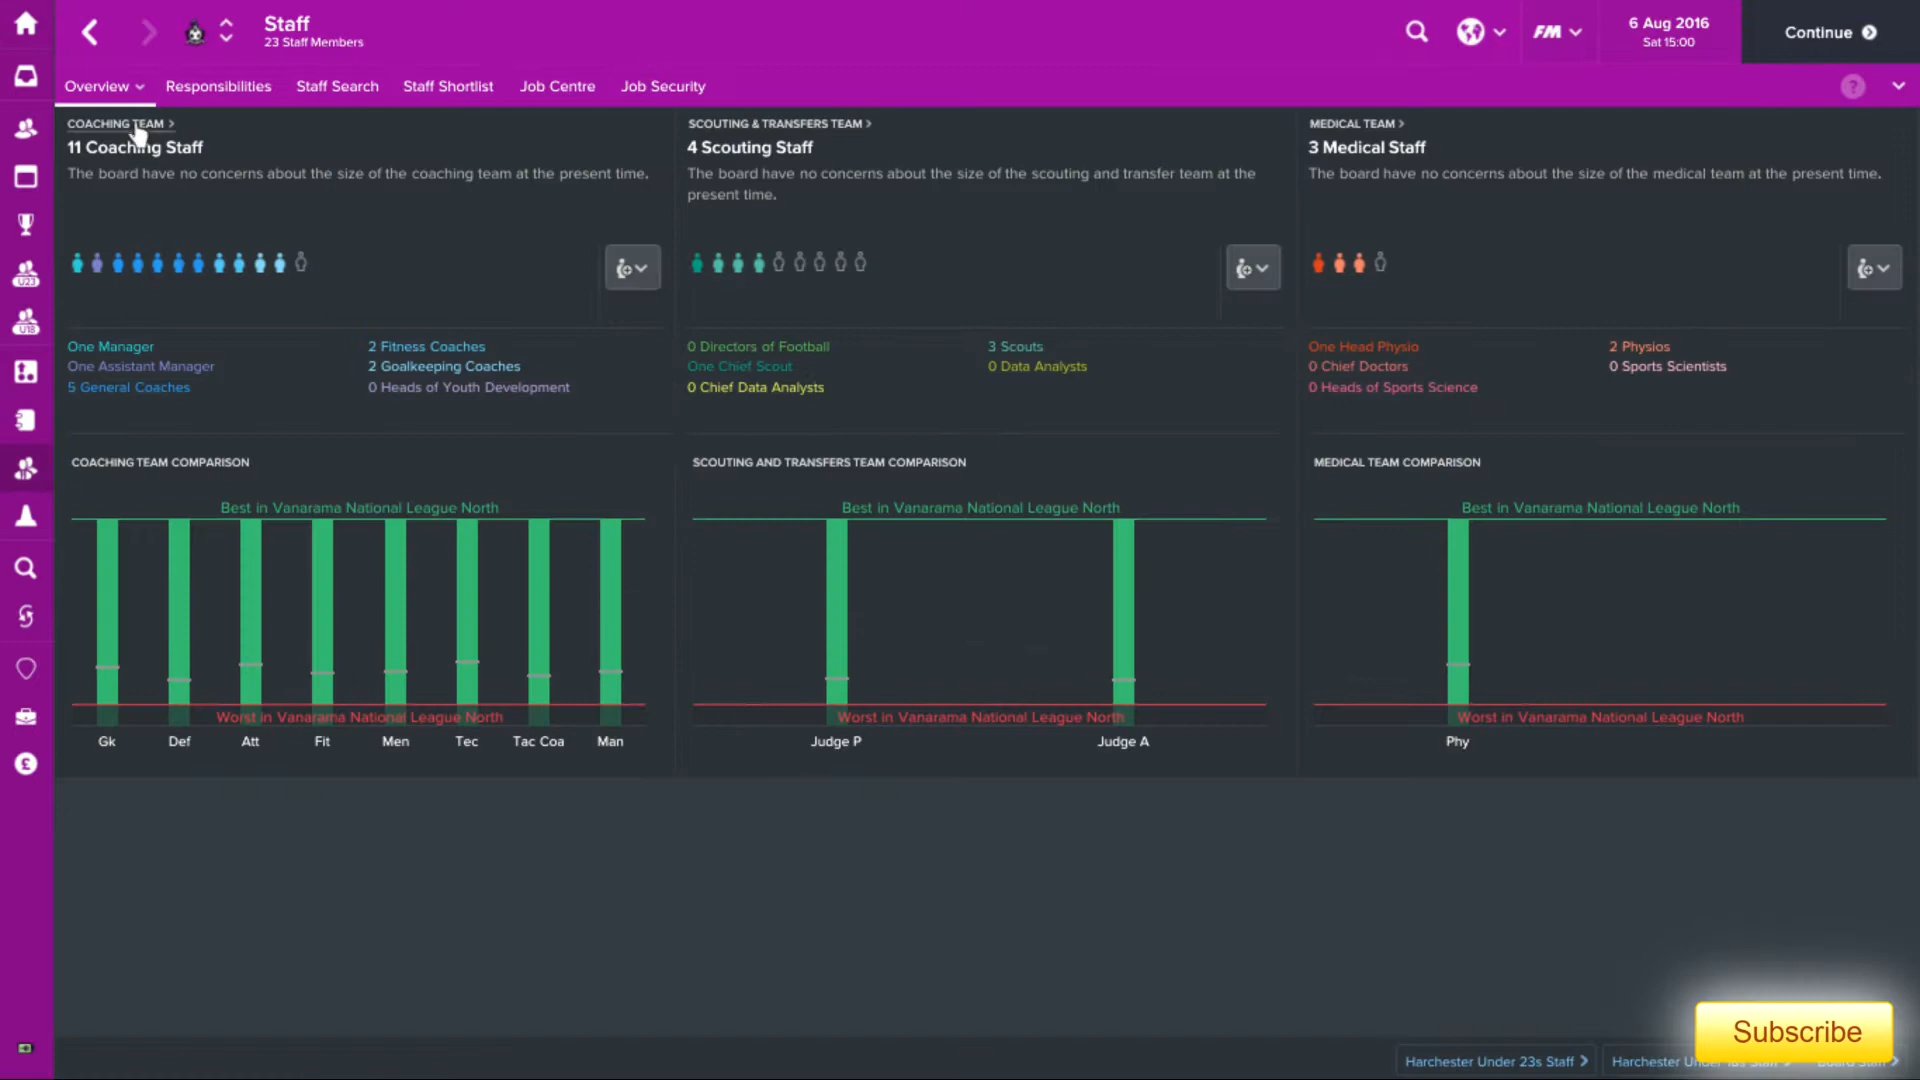 Staff
23 Staff Members
FM
6 Aug 2016
Sat 15:00
Continue
Overview
Responsibilities
Staff Search
Staff Shortlist
Job Centre
Job Security
?
COACHING TEAM >
11 Coaching Staff
The board have no concerns about the size of the coaching team at the present time.
One Manager
One Assistant Manager
5 General Coaches
2 Fitness Coaches
2 Goalkeeping Coaches
0 Heads of Youth Development
SCOUTING & TRANSFERS TEAM >
4 Scouting Staff
The board have no concerns about the size of the scouting and transfer team at the
present time.
0 Directors of Football
One Chief Scout
0 Chief Data Analysts
3 Scouts
0 Data Analysts
MEDICAL TEAM >
3 Medical Staff
The board have no concerns about the size of the medical team at the present time.
One Head Physio
0 Chief Doctors
0 Heads of Sports Science
2 Physios
0 Sports Scientists
U23
U18
COACHING TEAM COMPARISON
Best in Vanarama National League North
Worst in Vanarama National League North
Gk Def Att Fit Men Tec Tac Coa Man
SCOUTING AND TRANSFERS TEAM COMPARISON
Best in Vanarama National League North
Worst in Vanarama National League North
Judge P Judge A
MEDICAL TEAM COMPARISON
Best in Vanarama National League North
Worst in Vanarama National League North
Phy
Subscribe
Harchester Under 23s Staff >
Harchester